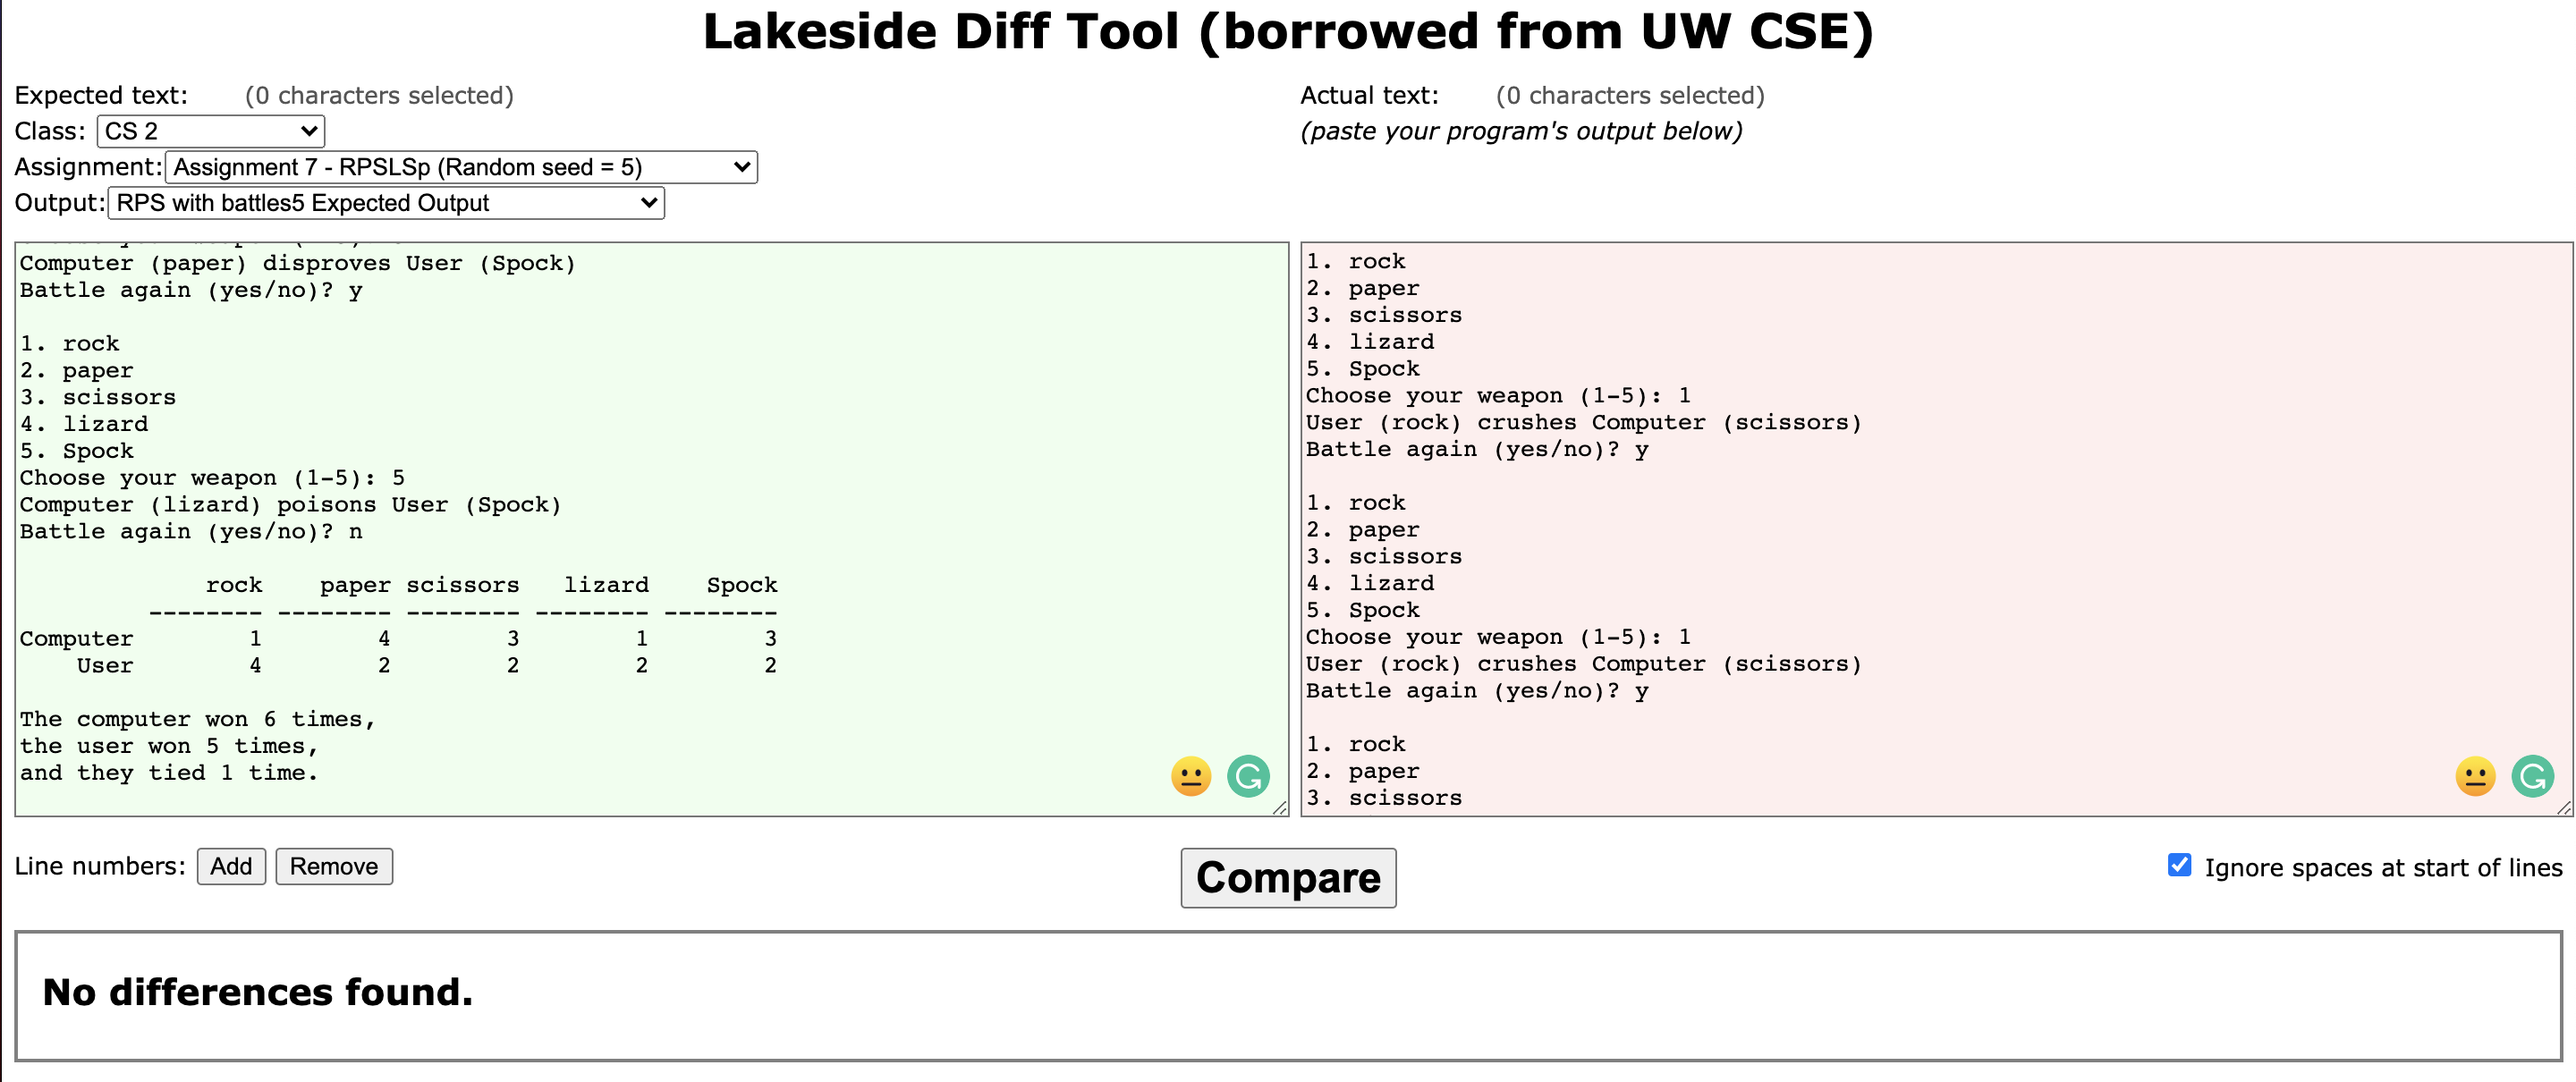 Lakeside Diff Tool (borrowed from UW CSE)
Expected text: (0 characters selected)
Class: CS 2
Assignment: Assignment 7 - RPSLSp (Random seed = 5)
Output: RPS with battles5 Expected Output
Actual text: (0 characters selected)
(paste your program's output below)
Computer (paper) disproves User (Spock)
Battle again (yes/no)? y
1. rock
2. paper
3. scissors
4. lizard
5. Spock
Choose your weapon (1-5): 5
Computer (lizard) poisons User (Spock)
Battle again (yes/no)? n
rock paper scissors lizard Spock
-------- -------- -------- -------- --------
Computer 1 4 3 1 3
User 4 2 2 2 2
The computer won 6 times,
the user won 5 times,
and they tied 1 time.
1. rock
2. paper
3. scissors
4. lizard
5. Spock
Choose your weapon (1-5): 1
User (rock) crushes Computer (scissors)
Battle again (yes/no)? y
1. rock
2. paper
3. scissors
4. lizard
5. Spock
Choose your weapon (1-5): 1
User (rock) crushes Computer (scissors)
Battle again (yes/no)? y
1. rock
2. paper
3. scissors
Line numbers: Add Remove
Compare
Ignore spaces at start of lines
No differences found.